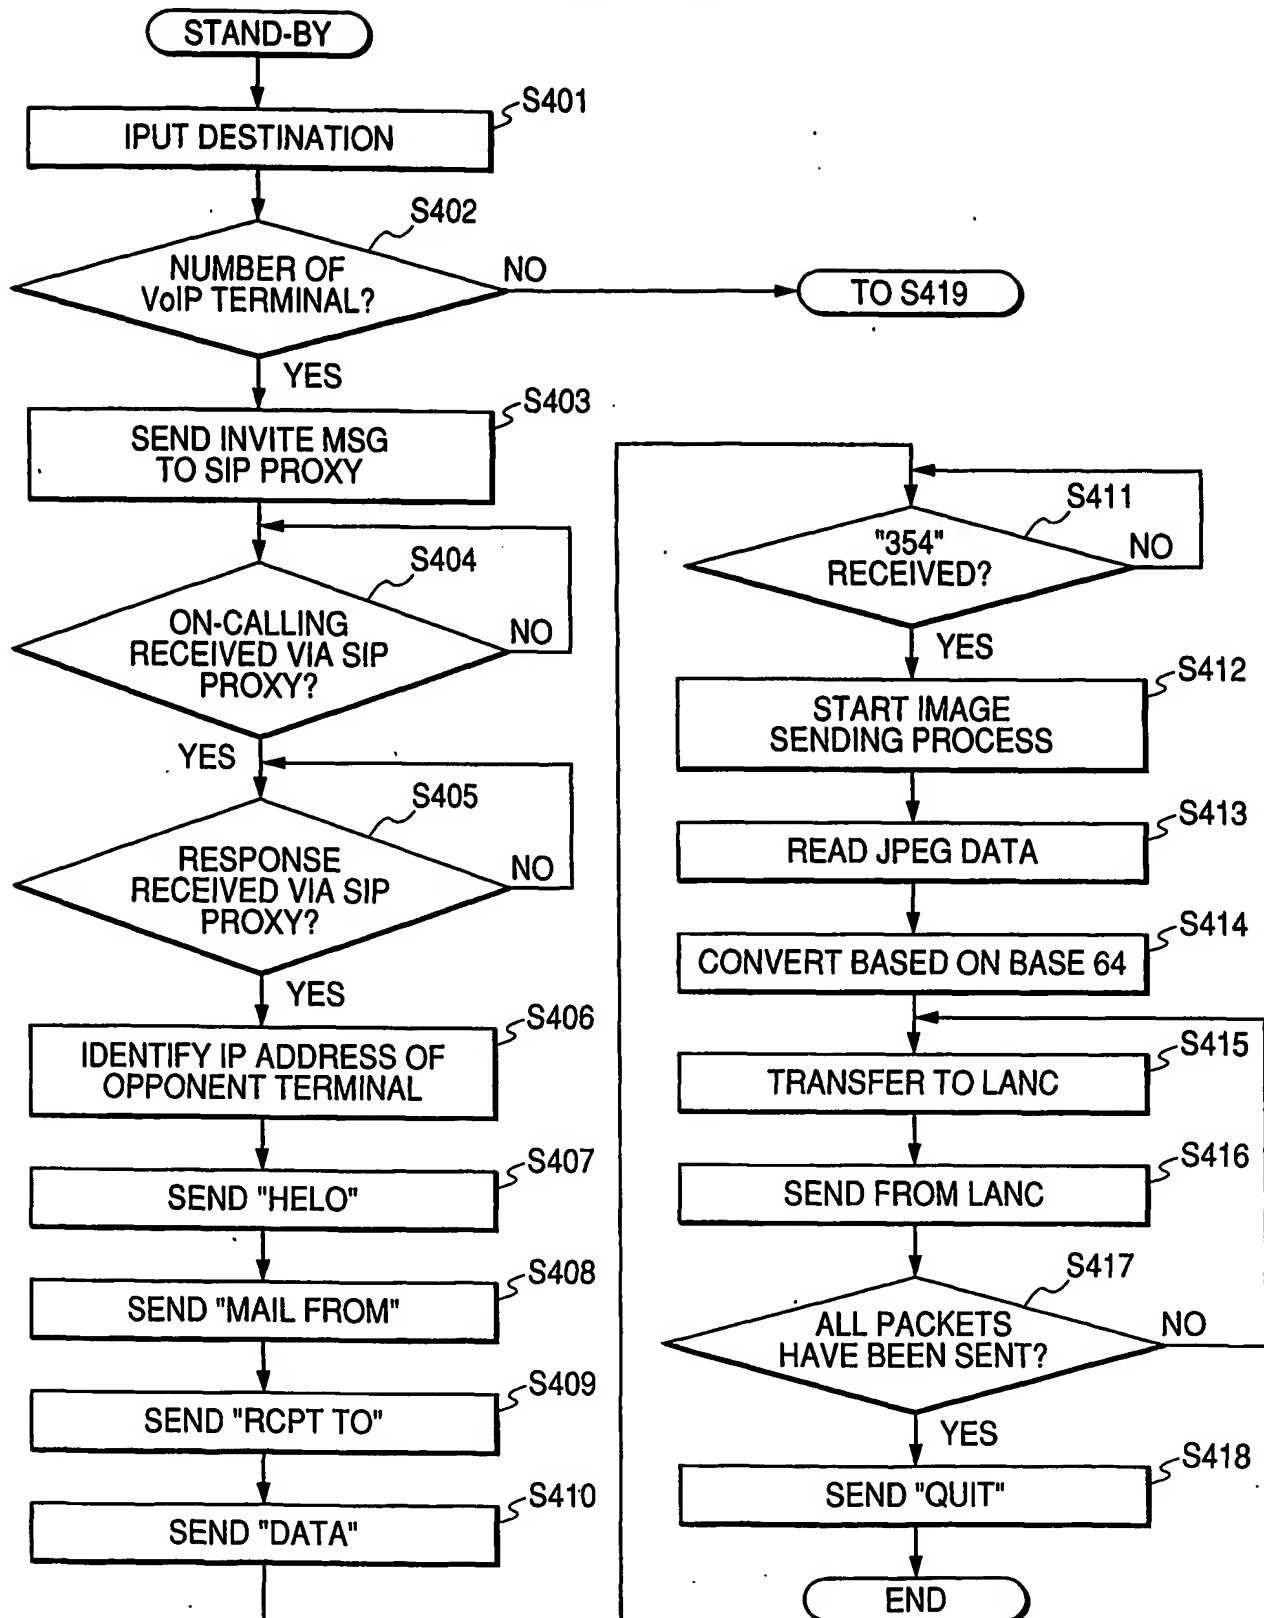 STAND-BY
S401
IPUT DESTINATION
S402
NUMBER OF
VoIP TERMINAL?
NO
TO S419
YES
S403
SEND INVITE MSG
TO SIP PROXY
S404
ON-CALLING
RECEIVED VIA SIP
PROXY?
NO
YES
S405
RESPONSE
RECEIVED VIA SIP
PROXY?
NO
YES
S406
IDENTIFY IP ADDRESS OF
OPPONENT TERMINAL
S407
SEND "HELO"
S408
SEND "MAIL FROM"
S409
SEND "RCPT TO"
S410
SEND "DATA"
S411
"354"
RECEIVED?
NO
YES
S412
START IMAGE
SENDING PROCESS
S413
READ JPEG DATA
S414
CONVERT BASED ON BASE 64
S415
TRANSFER TO LANC
S416
SEND FROM LANC
S417
ALL PACKETS
HAVE BEEN SENT?
NO
YES
S418
SEND "QUIT"
END